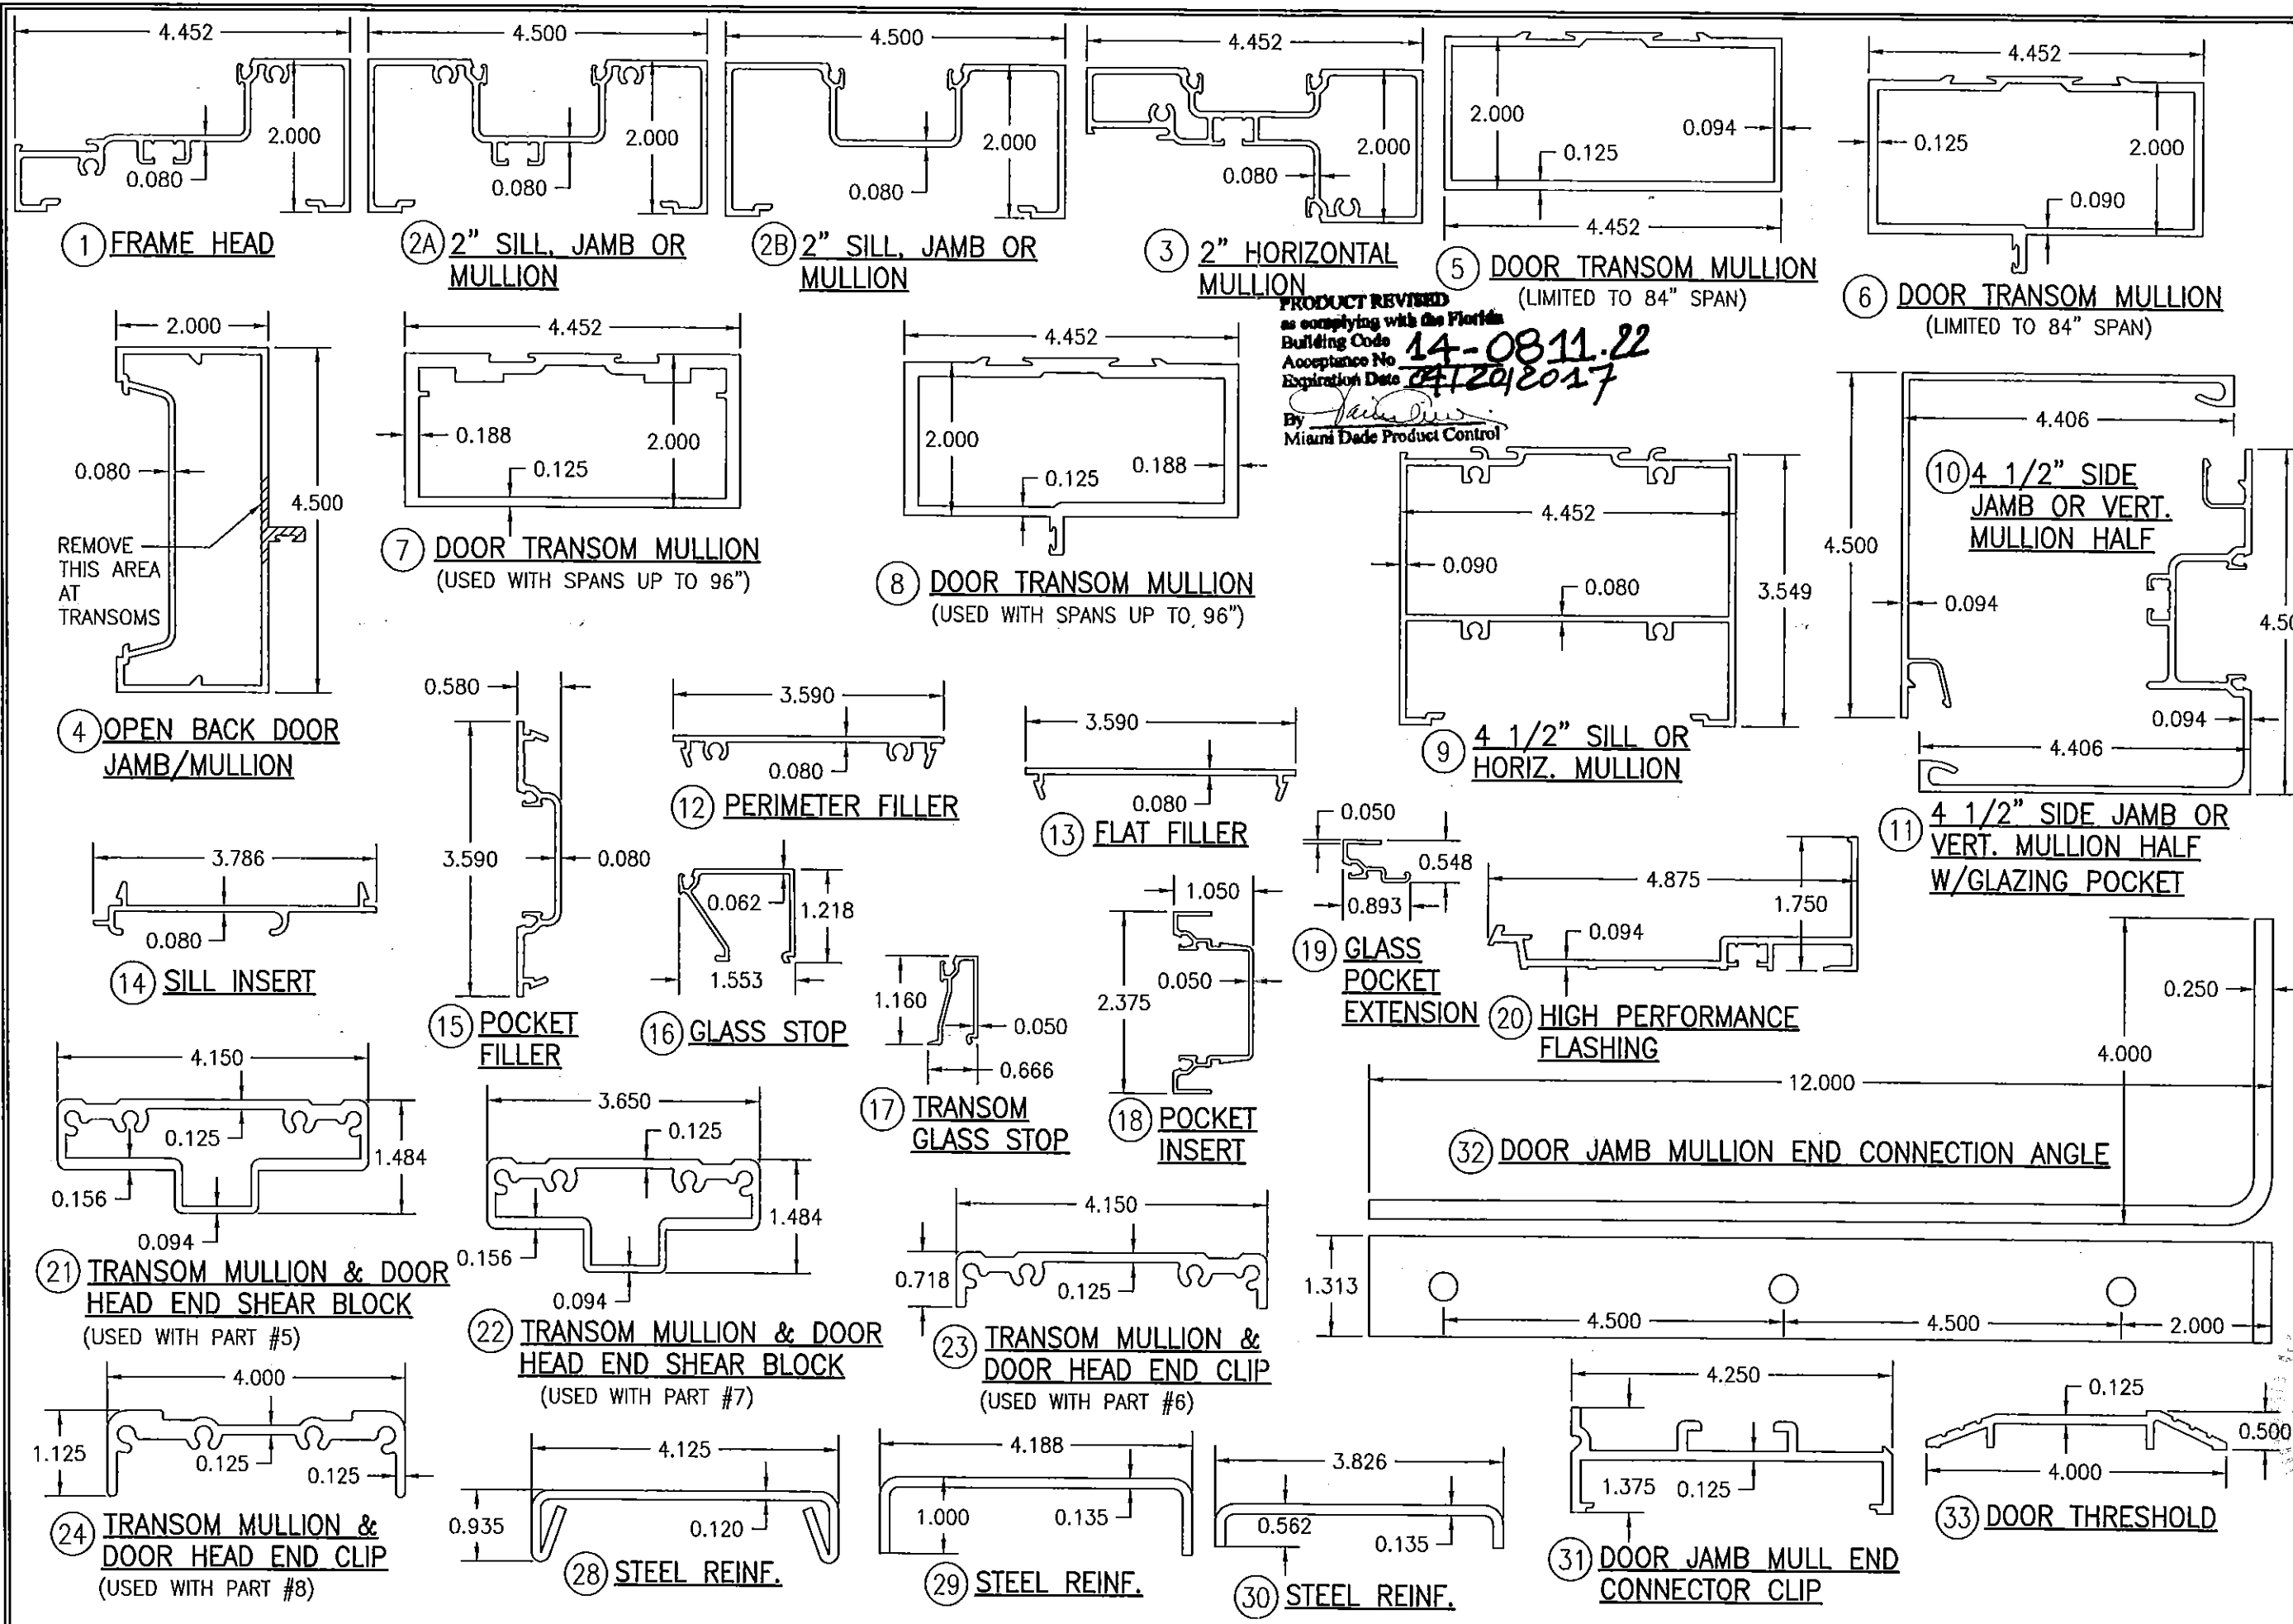 4.452
2.000
0.080
1 FRAME HEAD
4.500
2.000
0.080
2A 2" SILL, JAMB OR
MULLION
4.500
2.000
0.080
2B 2" SILL, JAMB OR
MULLION
4.452
2.000
0.080
3 2" HORIZONTAL
MULLION
2.000
0.094
0.125
4.452
5 DOOR TRANSOM MULLION
(LIMITED TO 84" SPAN)
4.452
0.125
2.000
0.090
6 DOOR TRANSOM MULLION
(LIMITED TO 84" SPAN)
PRODUCT REVISED
as complying with the Florida
Building Code
Acceptance No 14-0811.22
Expiration Date 04/20/2017
By
Miami Dade Product Control
2.000
0.080
4.500
REMOVE
THIS AREA
AT
TRANSOMS
4 OPEN BACK DOOR
JAMB/MULLION
4.452
0.188
2.000
0.125
7 DOOR TRANSOM MULLION
(USED WITH SPANS UP TO 96")
4.452
2.000
0.125
0.188
8 DOOR TRANSOM MULLION
(USED WITH SPANS UP TO 96")
4.452
0.090
0.080
3.549
9 4 1/2" SILL OR
HORIZ. MULLION
4.406
4.500
0.094
10 4 1/2" SIDE
JAMB OR VERT.
MULLION HALF
4.50
0.094
4.406
11 4 1/2" SIDE JAMB OR
VERT. MULLION HALF
W/GLAZING POCKET
3.590
0.080
12 PERIMETER FILLER
3.590
0.080
13 FLAT FILLER
3.786
0.080
14 SILL INSERT
0.580
3.590
0.080
15 POCKET
FILLER
0.062
1.218
1.553
16 GLASS STOP
1.160
0.050
0.666
17 TRANSOM
GLASS STOP
1.050
2.375
0.050
18 POCKET
INSERT
0.050
0.548
0.893
19 GLASS
POCKET
EXTENSION
4.875
1.750
0.094
20 HIGH PERFORMANCE
FLASHING
4.150
0.125
1.484
0.156
0.094
21 TRANSOM MULLION & DOOR
HEAD END SHEAR BLOCK
(USED WITH PART #5)
3.650
0.125
1.484
0.156
0.094
22 TRANSOM MULLION & DOOR
HEAD END SHEAR BLOCK
(USED WITH PART #7)
4.150
0.718
0.125
23 TRANSOM MULLION &
DOOR HEAD END CLIP
(USED WITH PART #6)
0.250
4.000
12.000
32 DOOR JAMB MULLION END CONNECTION ANGLE
1.313
4.500
4.500
2.000
4.000
1.125
0.125
0.125
24 TRANSOM MULLION &
DOOR HEAD END CLIP
(USED WITH PART #8)
4.125
0.935
0.120
28 STEEL REINF.
4.188
1.000
0.135
29 STEEL REINF.
3.826
0.562
0.135
30 STEEL REINF.
4.250
1.375
0.125
31 DOOR JAMB MULL END
CONNECTOR CLIP
0.125
0.500
4.000
33 DOOR THRESHOLD